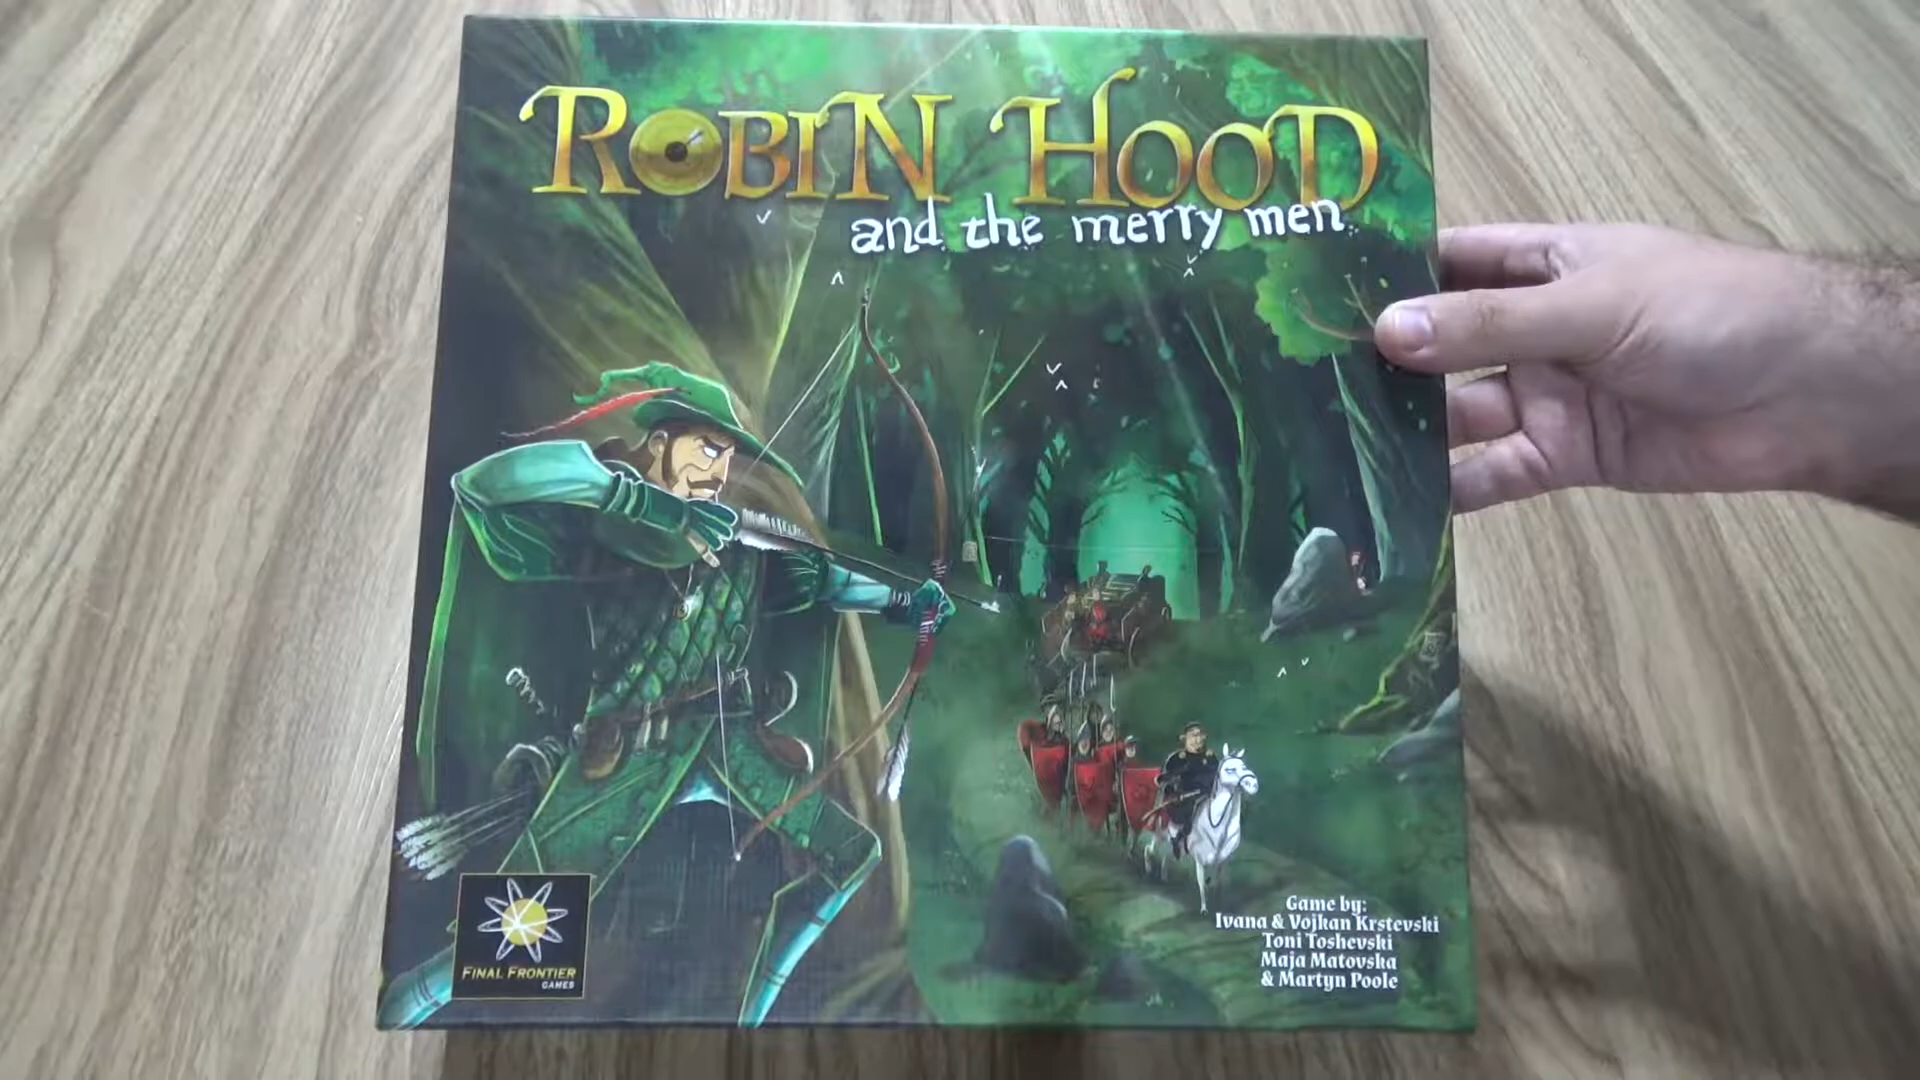 ROBIN HOOD
and the merry men
Game by:
Ivana & Vojkan Krstevski
Toni Toshevski
Maja Matovska
& Martyn Poole
FINAL FRONTIER
GAMES